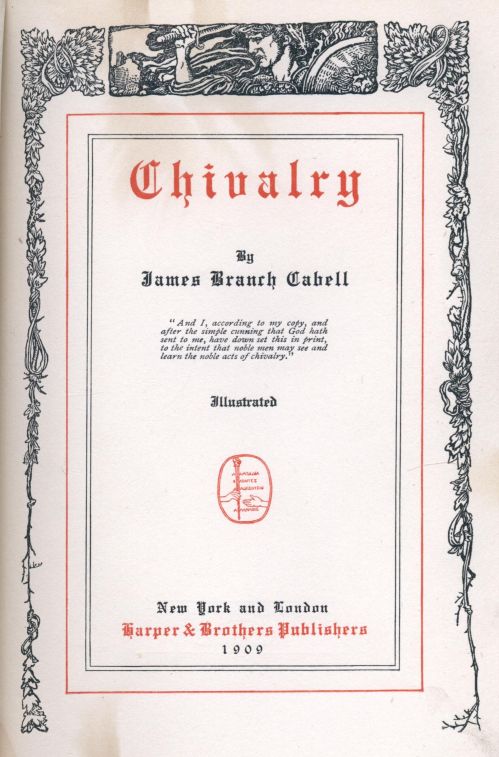 Chivalry
By
James Branch Cabell
"And I, according to my copy, and
after the simple cunning that God hath
sent to me, have down set this in print,
to the intent that noble men may see and
learn the noble acts of chivalry."
Illustrated
New York and London
Harper & Brothers Publishers
1909